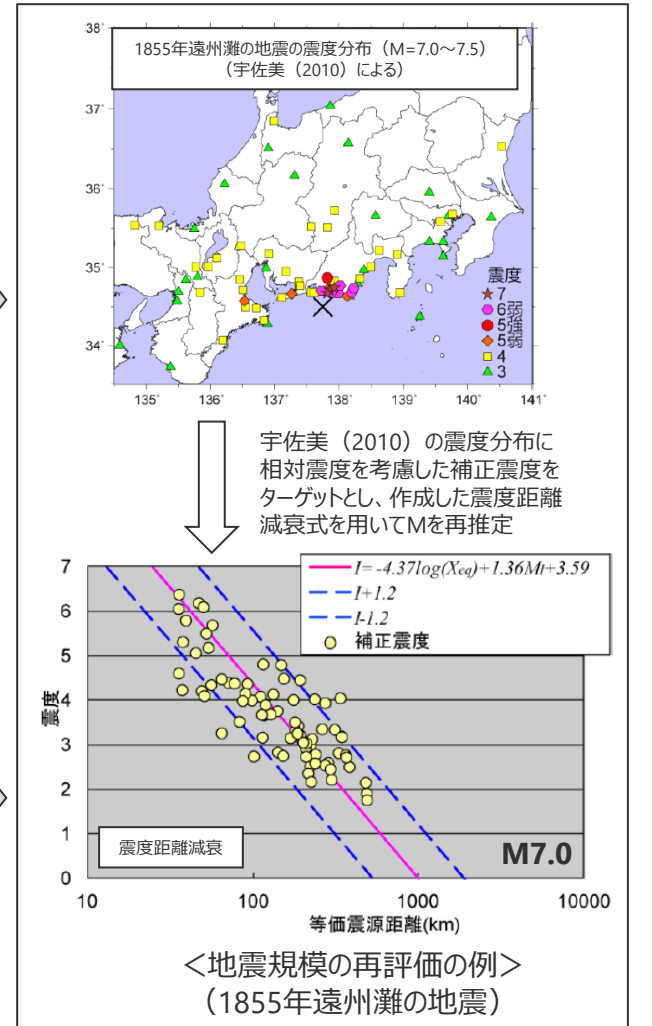 1855年遠州灘の地震の震度分布（M=7.0～7.5）
（宇佐美（2010）による）
38˚
37˚
36˚
35˚
34˚
135˚ 136˚ 137˚ 138˚ 139˚ 140˚ 141˚
震度
7
6弱
5強
5弱
4
3
宇佐美（2010）の震度分布に
相対震度を考慮した補正震度を
ターゲットとし、作成した震度距離
減衰式を用いてMを再推定
I= -4.37log(Xeq)+1.36MI+3.59
I+1.2
I-1.2
補正震度
震度
7
6
5
4
3
2
1
0
震度距離減衰
M7.0
10 100 1000 10000
等価震源距離(km)
＜地震規模の再評価の例＞
（1855年遠州灘の地震）